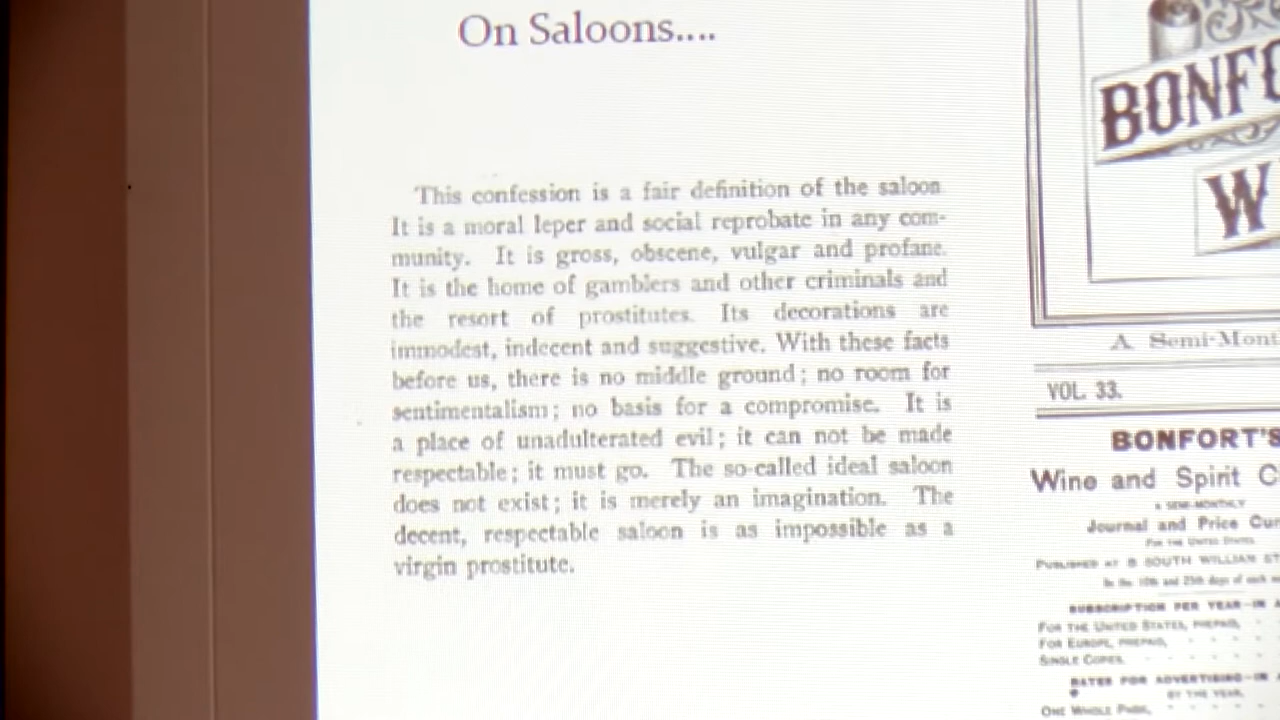 On Saloons....
This confession is a fair definition of the saloon
It is a moral leper and social reprobate in any com-
munity. It is gross, obscene, vulgar and profane.
It is the home of gamblers and other criminals and
the resort of prostitutes. Its decorations are
immodest, indecent and suggestive. With these facts
before us, there is no middle ground; no room for
sentimentalism; no basis for a compromise. It is
a place of unadulterated evil; it can not be made
respectable; it must go. The so-called ideal saloon
does not exist; it is merely an imagination. The
decent, respectable saloon is as impossible as a
virgin prostitute.
BONFO
W
A Semi-Mont
VOL. 33.
BONFORT'S
Wine and Spirit C
A SEMI-MONTHLY
Journal and Price Cur
For the United States
PUBLISHED AT 8 SOUTH WILLIAM ST
In the 10th and 25th days of each m
SUBSCRIPTION PER YEAR—IN A
FOR THE UNITED STATES, PREPAID,
FOR EUROPE, PREPAID,
SINGLE COPIES.
RATES FOR ADVERTISING—IN A
BY THE YEAR.
ONE WHOLE PAGE,